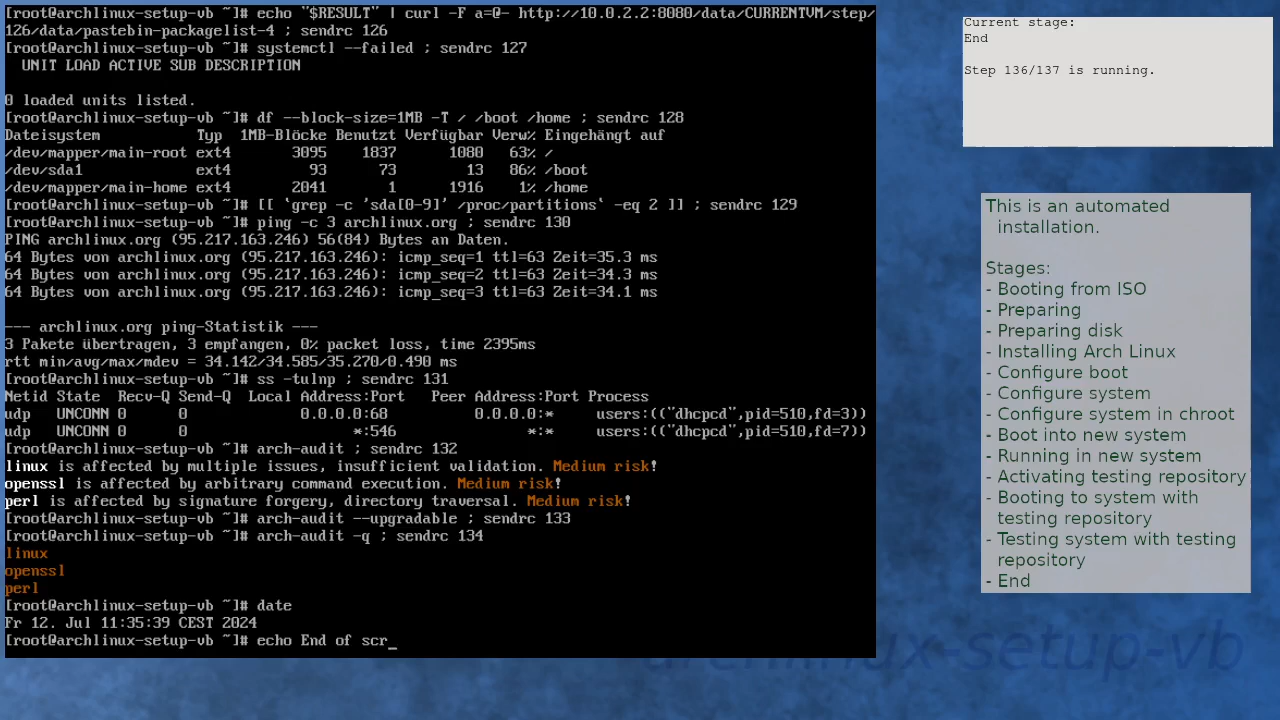 [root@archlinux-setup-vb ~]# echo "$RESULT" | curl -F a=@- http://10.0.2.2:8080/data/CURRENTVM/step/
126/data/pastebin-packagelist-4 ; sendrc 126
[root@archlinux-setup-vb ~]# systemctl --failed ; sendrc 127
  UNIT LOAD ACTIVE SUB DESCRIPTION
0 loaded units listed.
[root@archlinux-setup-vb ~]# df --block-size=1MB -T / /boot /home ; sendrc 128
Dateisystem           Typ  1MB-Blöcke Benutzt Verfügbar Verw% Eingehängt auf
/dev/mapper/main-root ext4       3095    1837      1080   63% /
/dev/sda1             ext4         93      73        13   86% /boot
/dev/mapper/main-home ext4       2041       1      1916    1% /home
[root@archlinux-setup-vb ~]# [[ `grep -c 'sda[0-9]' /proc/partitions` -eq 2 ]] ; sendrc 129
[root@archlinux-setup-vb ~]# ping -c 3 archlinux.org ; sendrc 130
PING archlinux.org (95.217.163.246) 56(84) Bytes an Daten.
64 Bytes von archlinux.org (95.217.163.246): icmp_seq=1 ttl=63 Zeit=35.3 ms
64 Bytes von archlinux.org (95.217.163.246): icmp_seq=2 ttl=63 Zeit=34.3 ms
64 Bytes von archlinux.org (95.217.163.246): icmp_seq=3 ttl=63 Zeit=34.1 ms
--- archlinux.org ping-Statistik ---
3 Pakete übertragen, 3 empfangen, 0% packet loss, time 2395ms
rtt min/avg/max/mdev = 34.142/34.585/35.270/0.490 ms
[root@archlinux-setup-vb ~]# ss -tulnp ; sendrc 131
Netid State  Recv-Q Send-Q  Local Address:Port   Peer Address:Port Process
udp   UNCONN 0      0             0.0.0.0:68          0.0.0.0:*     users:(("dhcpcd",pid=510,fd=3))
udp   UNCONN 0      0                   *:546               *:*     users:(("dhcpcd",pid=510,fd=7))
[root@archlinux-setup-vb ~]# arch-audit ; sendrc 132
linux is affected by multiple issues, insufficient validation. Medium risk!
openssl is affected by arbitrary command execution. Medium risk!
perl is affected by signature forgery, directory traversal. Medium risk!
[root@archlinux-setup-vb ~]# arch-audit --upgradable ; sendrc 133
[root@archlinux-setup-vb ~]# arch-audit -q ; sendrc 134
linux
openssl
perl
[root@archlinux-setup-vb ~]# date
Fr 12. Jul 11:35:39 CEST 2024
[root@archlinux-setup-vb ~]# echo End of scr_
Current stage:
End
Step 136/137 is running.
This is an automated
installation.
Stages:
- Booting from ISO
- Preparing
- Preparing disk
- Installing Arch Linux
- Configure boot
- Configure system
- Configure system in chroot
- Boot into new system
- Running in new system
- Activating testing repository
- Booting to system with
testing repository
- Testing system with testing
repository
- End
archlinux-setup-vb